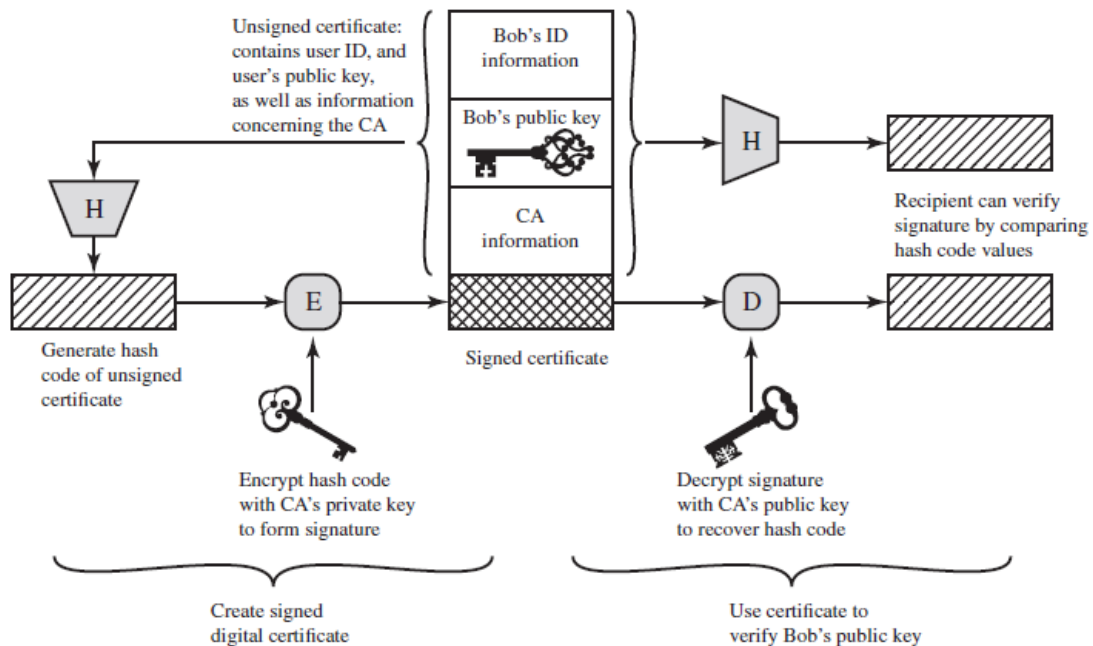 Unsigned certificate:
contains user ID, and
user's public key,
as well as information
concerning the CA
Bob's ID
information
Bob's public key
CA
information
H
H
Recipient can verify
signature by comparing
hash code values
E
D
Generate hash
code of unsigned
certificate
Signed certificate
Encrypt hash code
with CA's private key
to form signature
Decrypt signature
with CA's public key
to recover hash code
Create signed
digital certificate
Use certificate to
verify Bob's public key